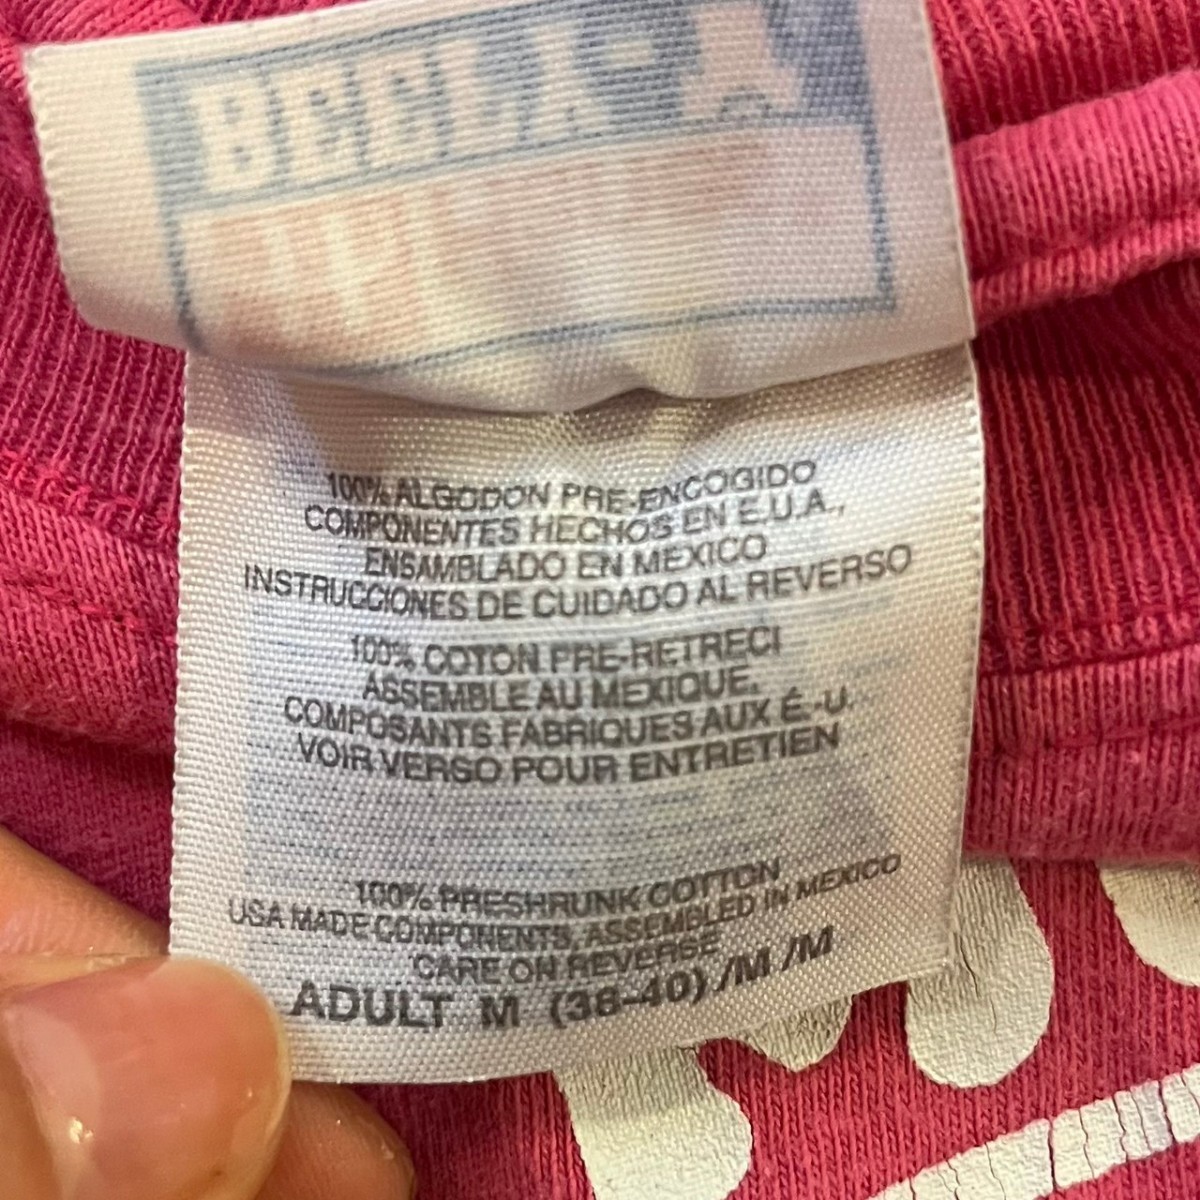 100% ALGODON PRE-ENCOGIDO
COMPONENTES HECHOS EN E.U.A.,
ENSAMBLADO EN MEXICO
INSTRUCCIONES DE CUIDADO AL REVERSO
100% COTON PRE-RETRECI
ASSEMBLE AU MEXIQUE,
COMPOSANTS FABRIQUES AUX É.-U
VOIR VERSO POUR ENTRETIEN
100% PRESHRUNK COTTON
USA MADE COMPONENTS, ASSEMBLED IN MEXICO
CARE ON REVERSE
ADULT M (38-40) /M /M